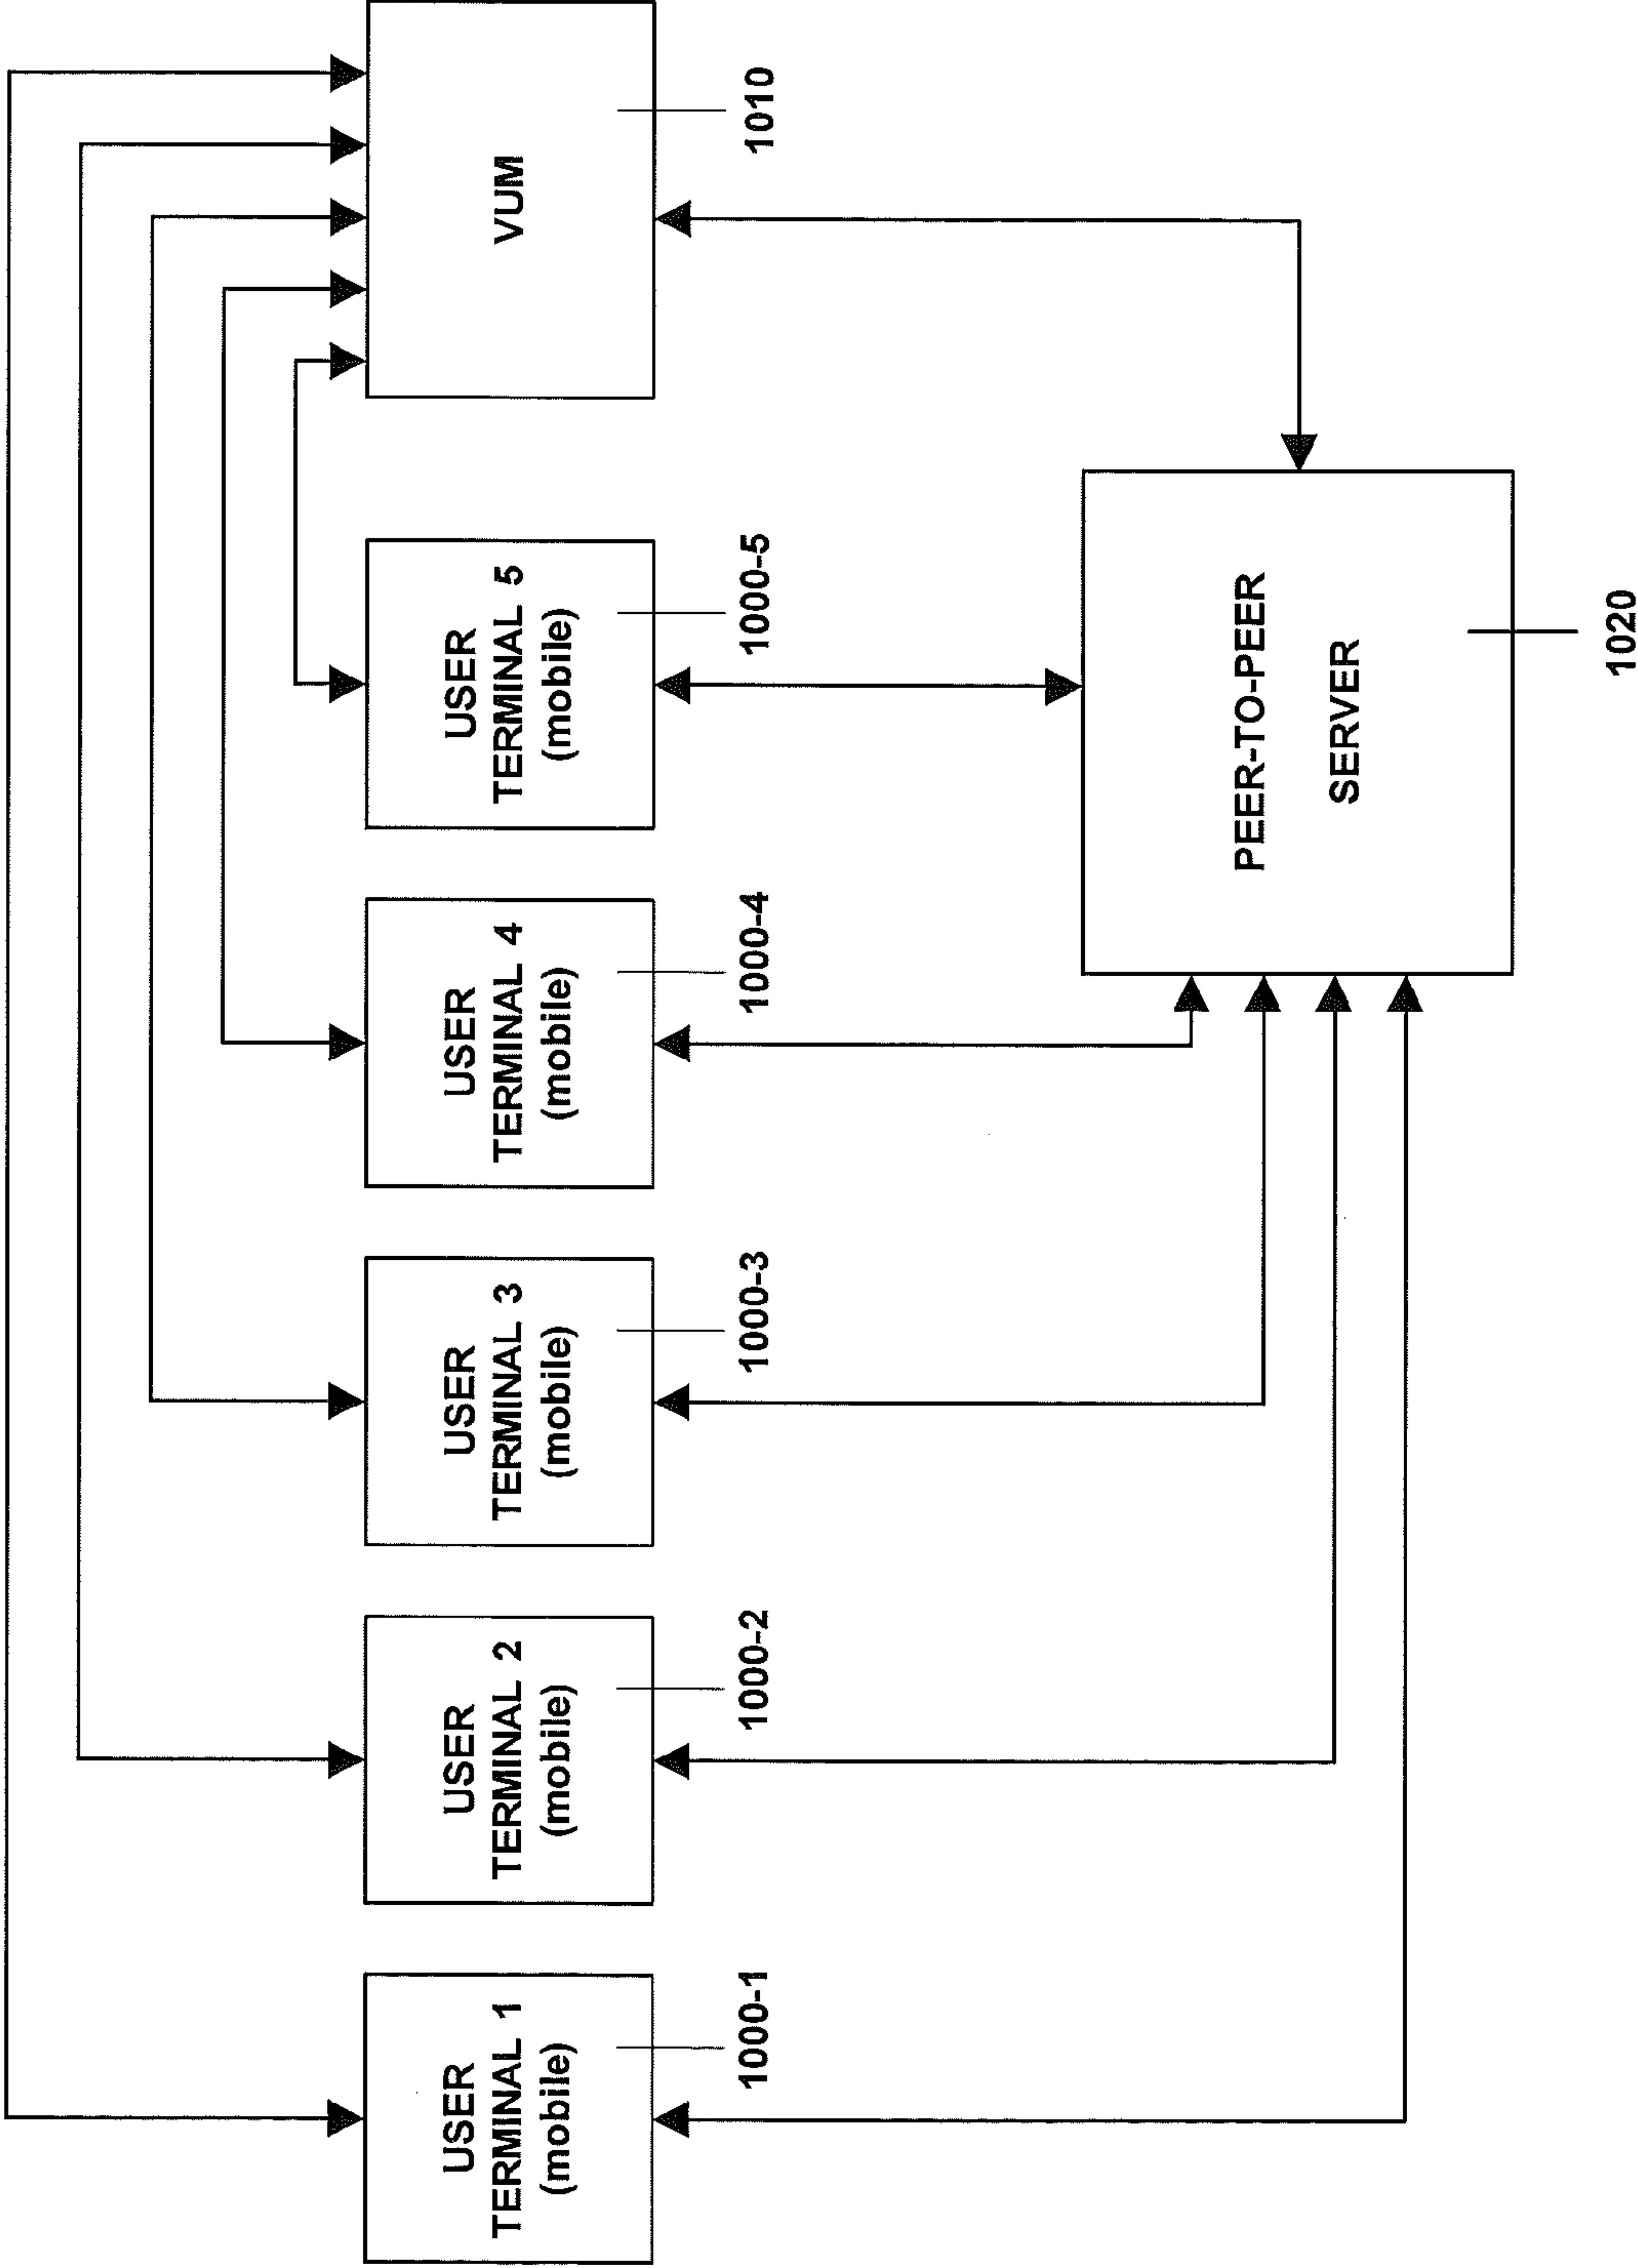 USER
TERMINAL 1
(mobile)
1000-1
USER
TERMINAL 2
(mobile)
1000-2
USER
TERMINAL 3
(mobile)
1000-3
USER
TERMINAL 4
(mobile)
1000-4
USER
TERMINAL 5
(mobile)
1000-5
VUM
1010
PEER-TO-PEER
SERVER
1020